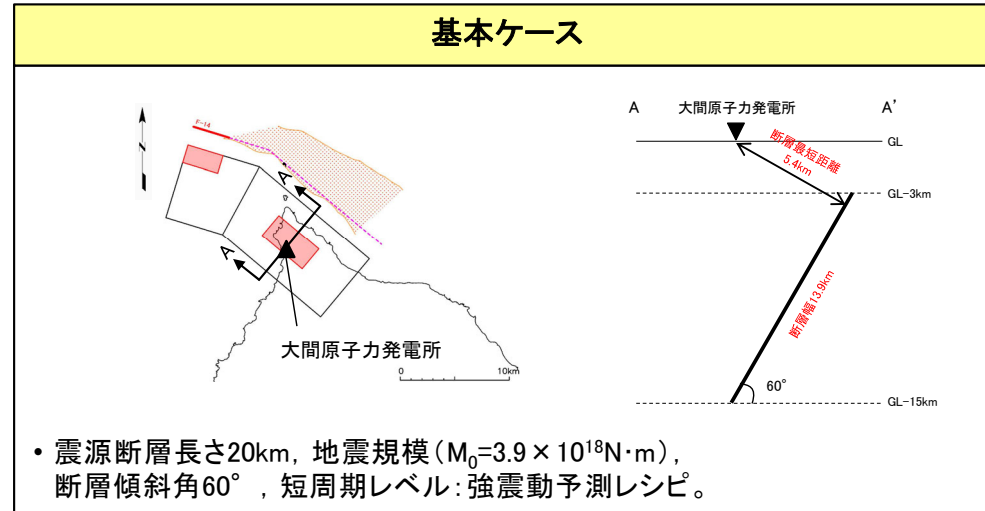 基本ケース
F-14
N
A
A
大間原子力発電所
0 10km
A 大間原子力発電所 A’
GL
断層最短距離
5.4km
GL-3km
断層幅13.9km
60°
GL-15km
• 震源断層長さ20km，地震規模（M₀=3.9×10¹⁸N･m），
断層傾斜角60°，短周期レベル：強震動予測レシピ。